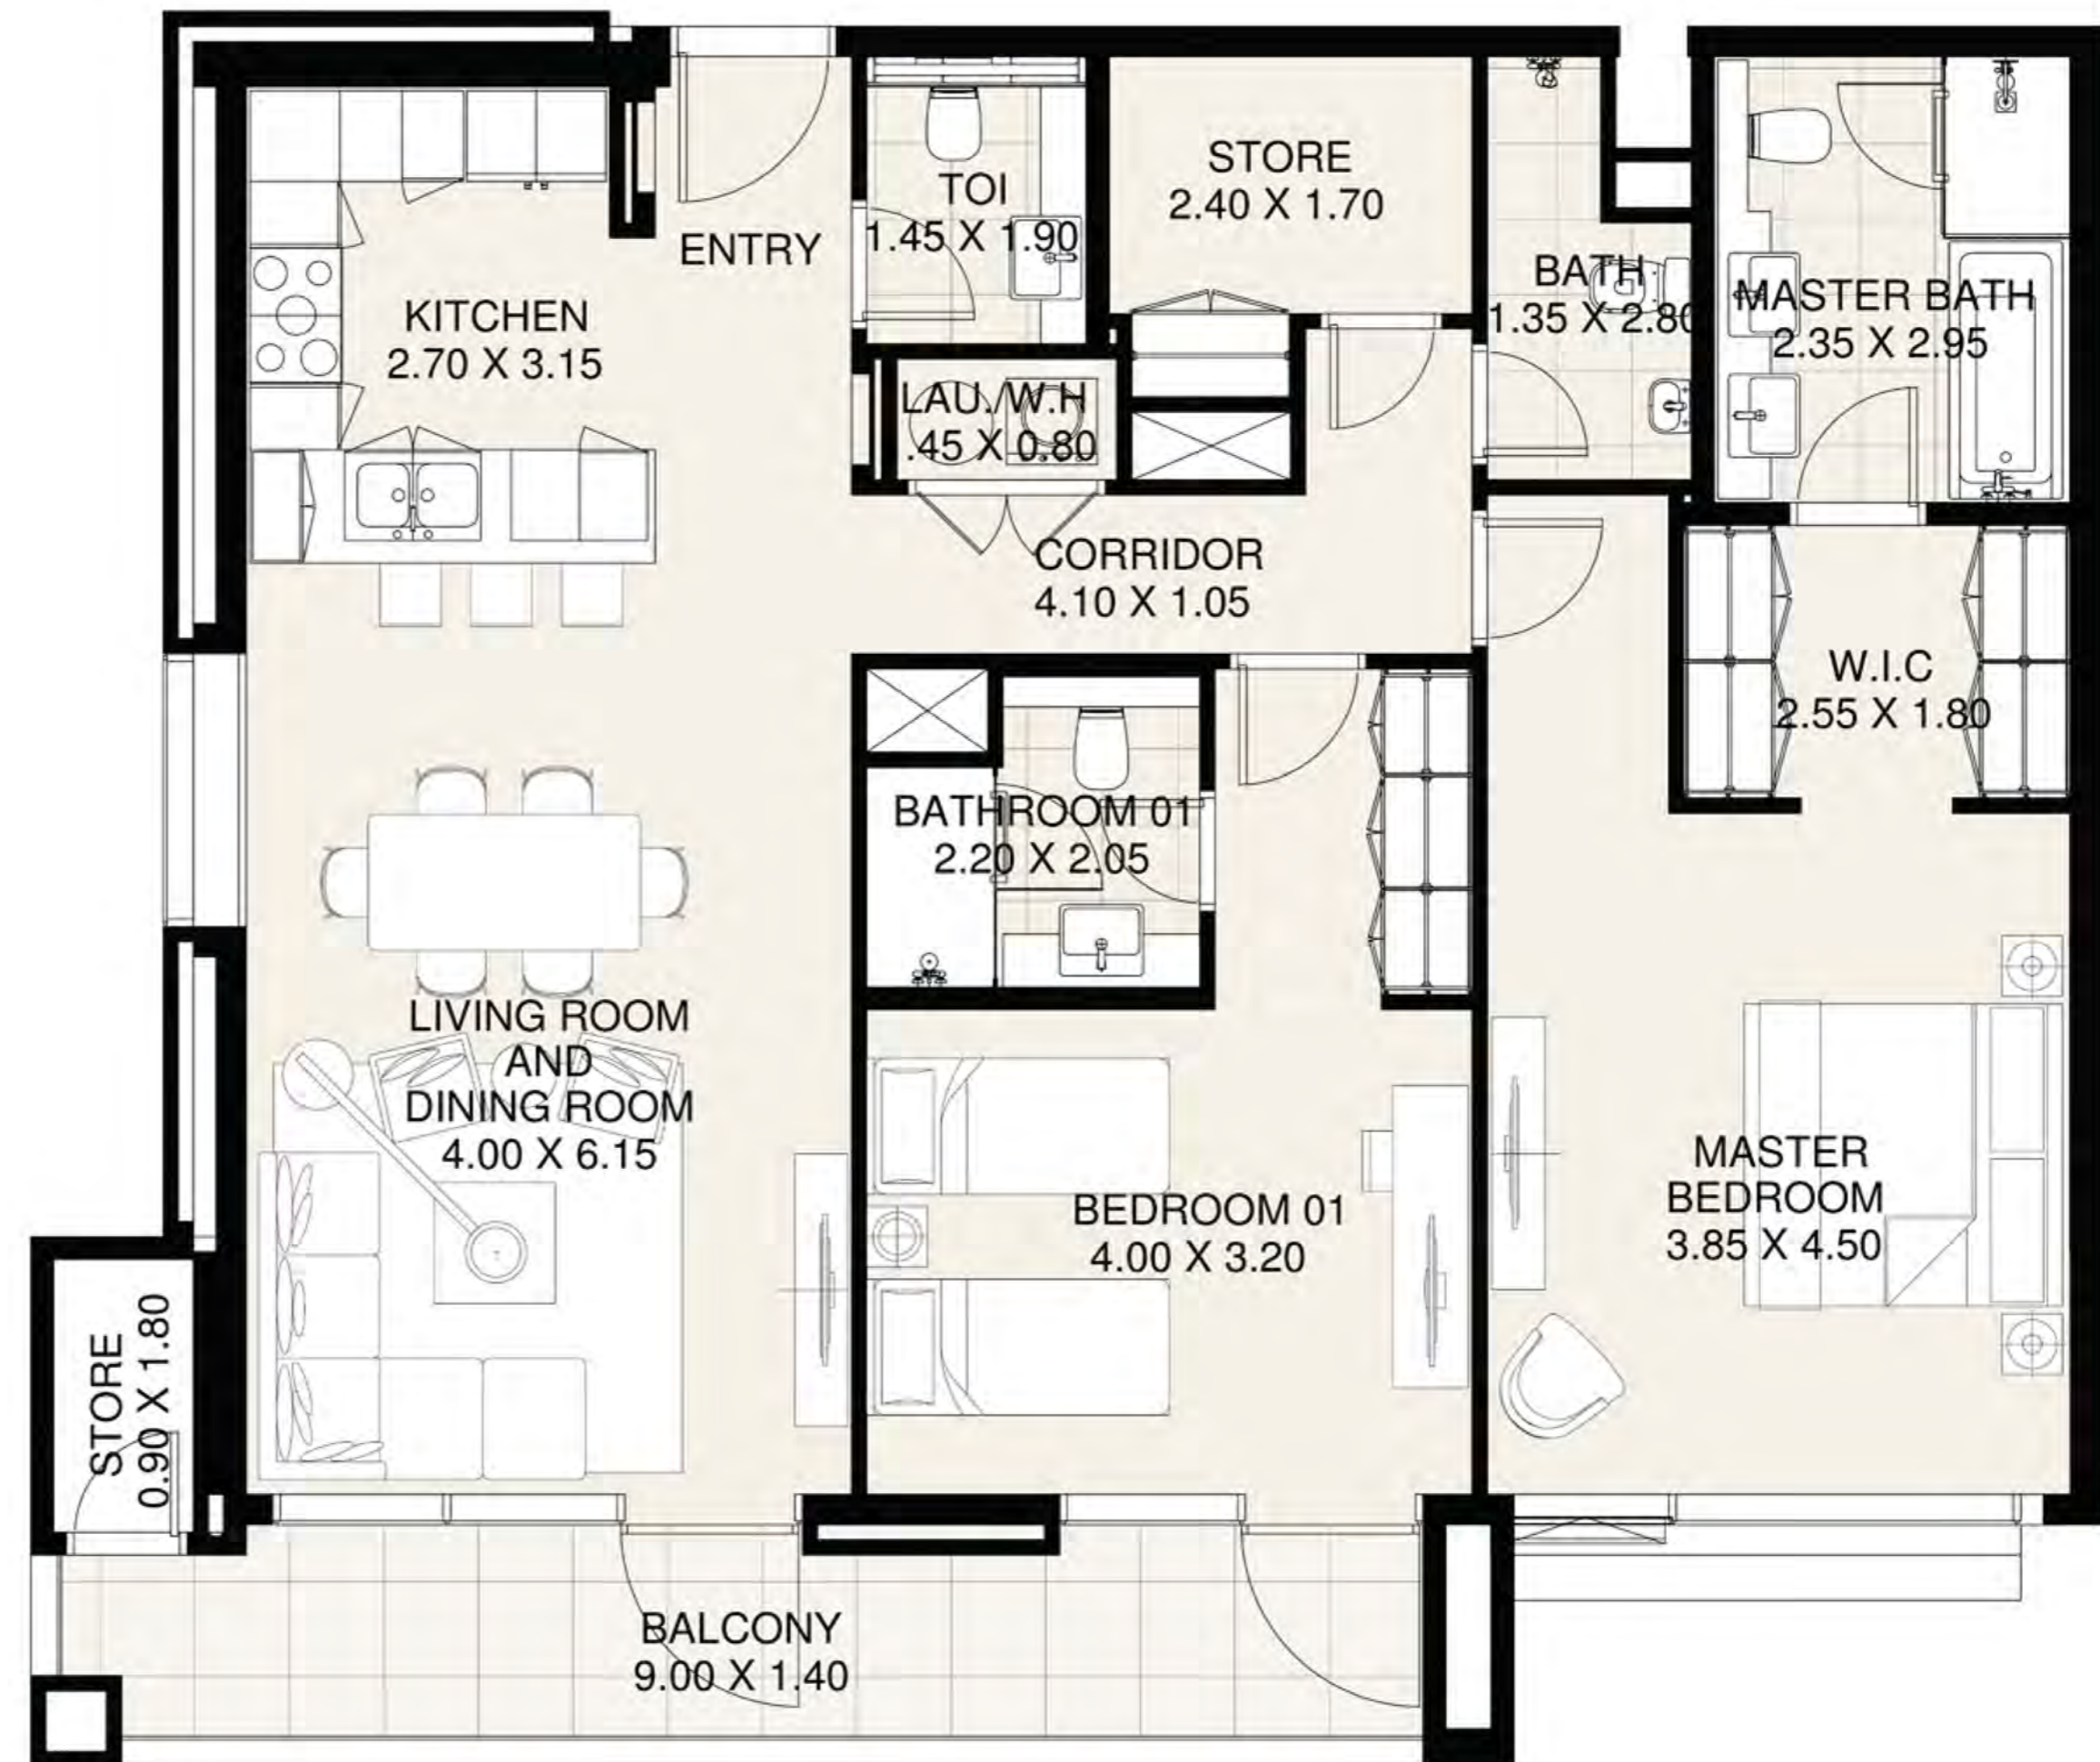 ENTRY
TOI
1.45 X 1.90
STORE
2.40 X 1.70
BATH
1.35 X 2.80
MASTER BATH
2.35 X 2.95
KITCHEN
2.70 X 3.15
LAU./W.H
.45 X 0.80
CORRIDOR
4.10 X 1.05
W.I.C
2.55 X 1.80
BATHROOM 01
2.20 X 2.05
LIVING ROOM
AND
DINING ROOM
4.00 X 6.15
BEDROOM 01
4.00 X 3.20
MASTER
BEDROOM
3.85 X 4.50
STORE
0.90 X 1.80
BALCONY
9.00 X 1.40